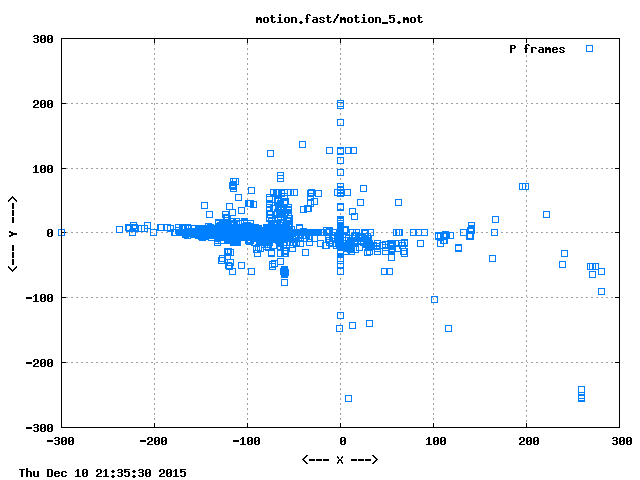 motion.fast/motion_5.mot
300
P frames
200
100
0
-100
-200
-300
<--- Y --->
-300 -200 -100 0 100 200 300
<--- X --->
Thu Dec 10 21:35:30 2015